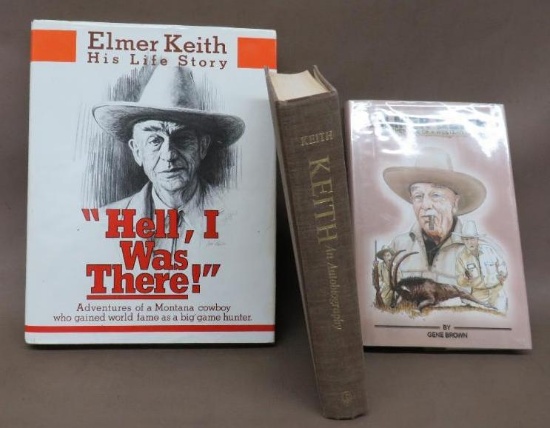 Elmer Keith
His Life Story
"Hell, I
Was
There!"
Adventures of a Montana cowboy
who gained world fame as a big game hunter.
KEITH
KEITH An Autobiography
BY
GENE BROWN